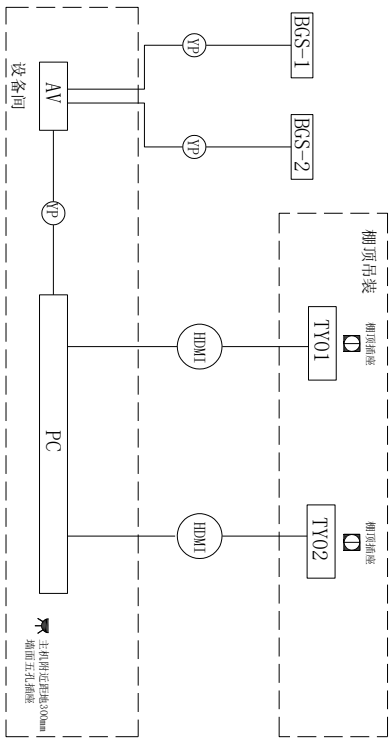 BGS-1
YP
BGS-2
YP
AV
设备间
YP
棚顶吊装
棚顶插座
TY01
HDMI
PC
棚顶插座
TY02
HDMI
主机附近距地300mm
墙面五孔插座